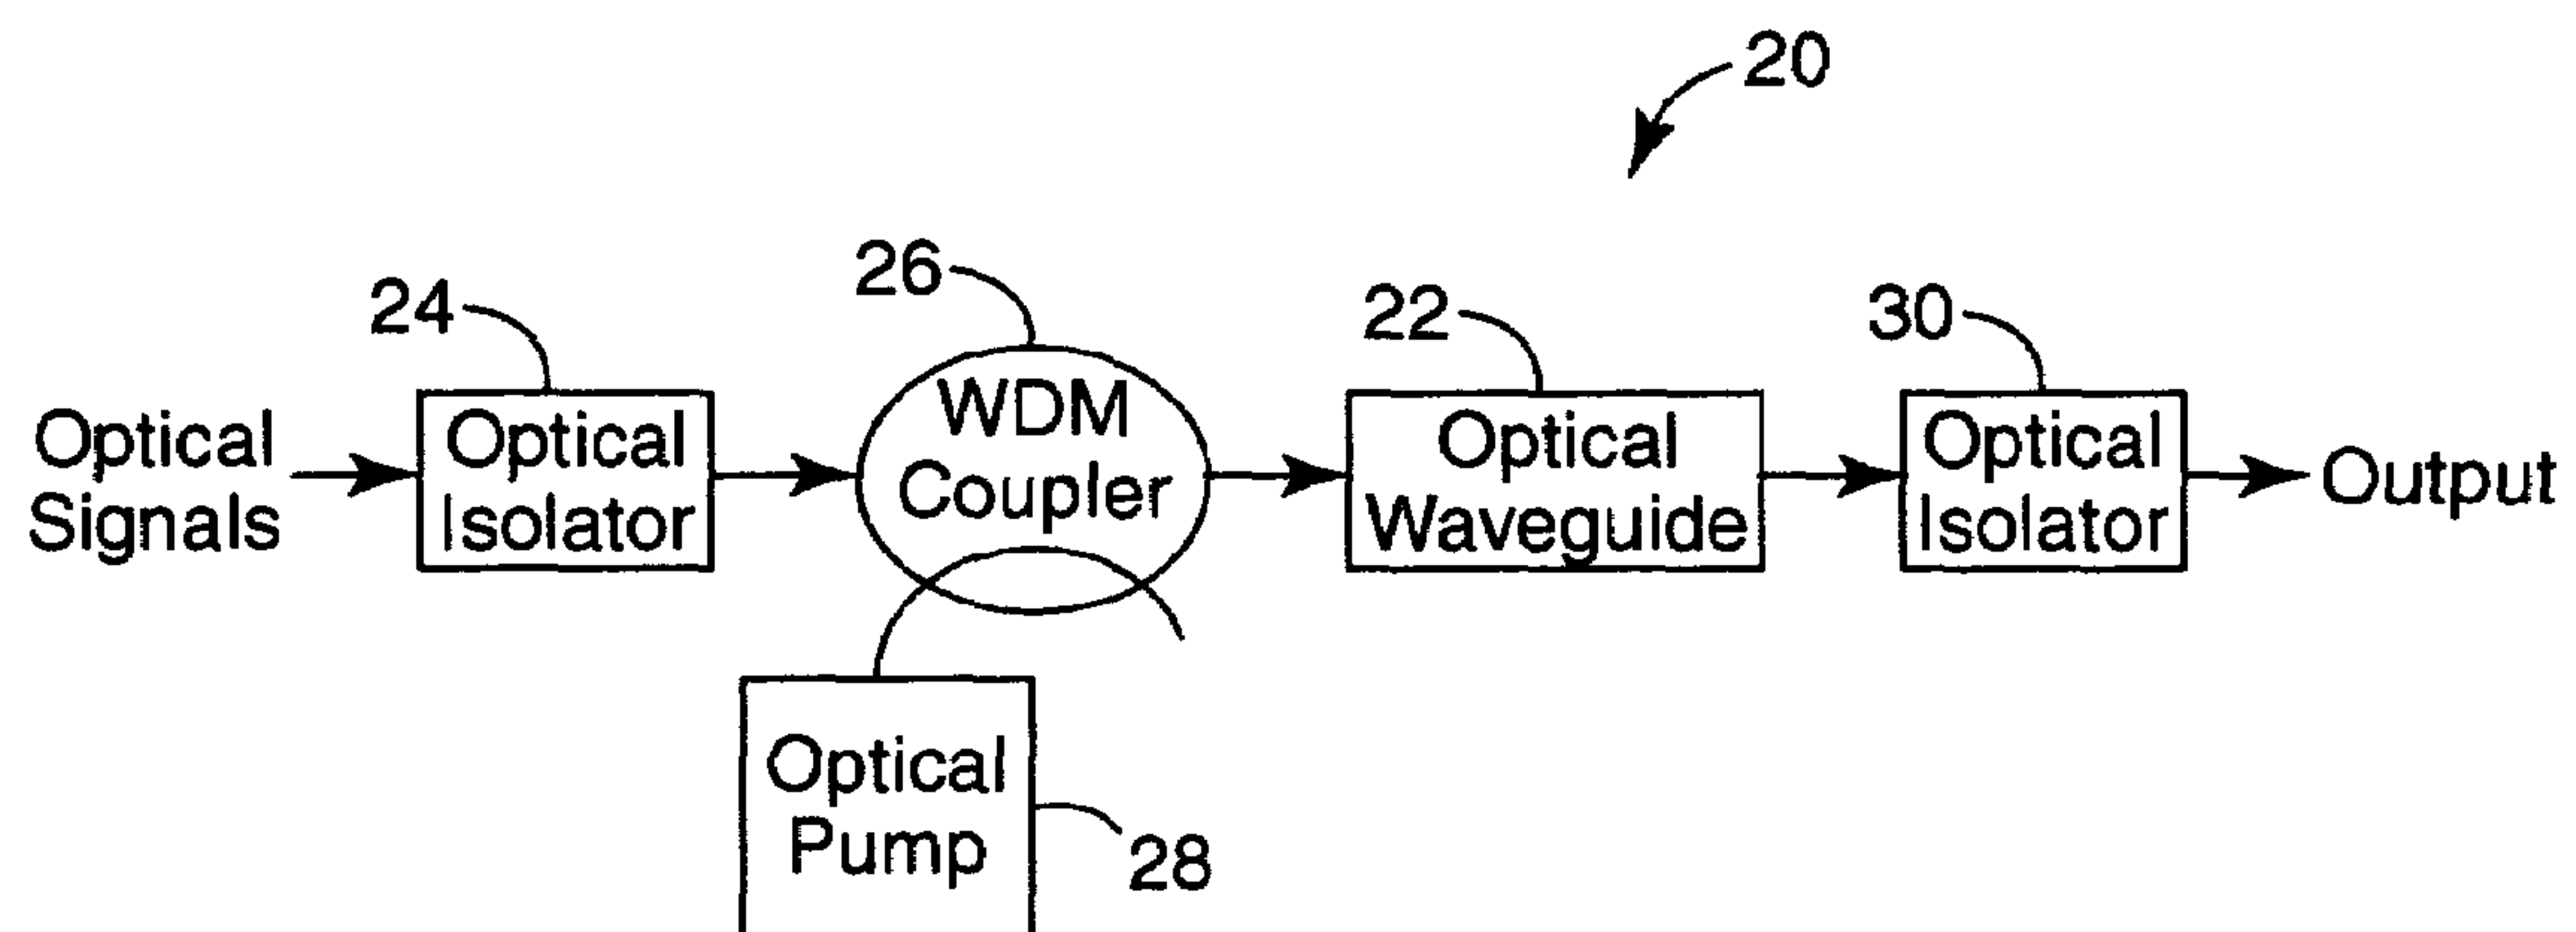 20
26
24
22
30
Optical
Signals
Optical
Isolator
WDM
Coupler
Optical
Waveguide
Optical
Isolator
Output
Optical
Pump
28